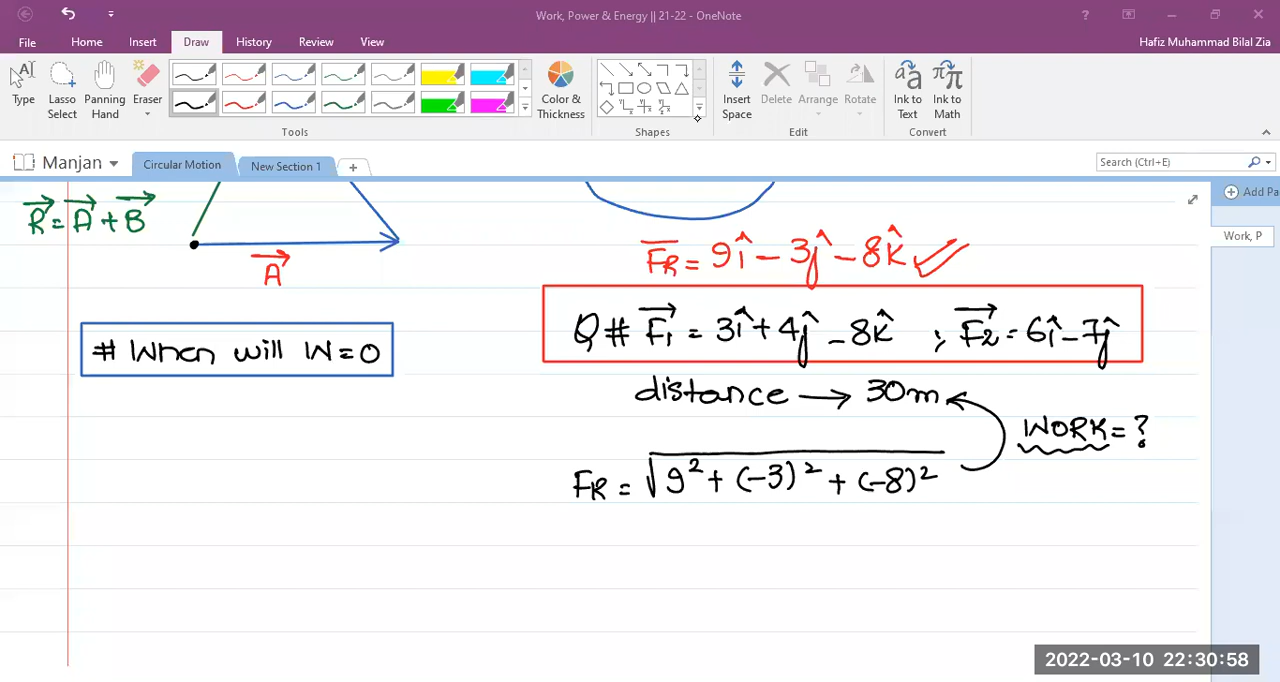 Work, Power & Energy || 21-22 - OneNote
File Home Insert Draw History Review View
Hafiz Muhammad Bilal Zia
Type Lasso Select Panning Hand Eraser
Color & Thickness
Insert Space Delete Arrange Rotate
Ink to Text Ink to Math
Tools Shapes Edit Convert
Manjan Circular Motion New Section 1
Search (Ctrl+E)
Add Pa
Work, P
R⃗ = A⃗ + B⃗
A⃗
F⃗R = 9î - 3ĵ - 8k̂ ✓
Q # F⃗1 = 3î + 4ĵ - 8k̂ ; F⃗2 = 6î - 7ĵ
# When will W = 0
distance → 30m
WORK = ?
FR = √9² + (-3)² + (-8)²
2022-03-10 22:30:58